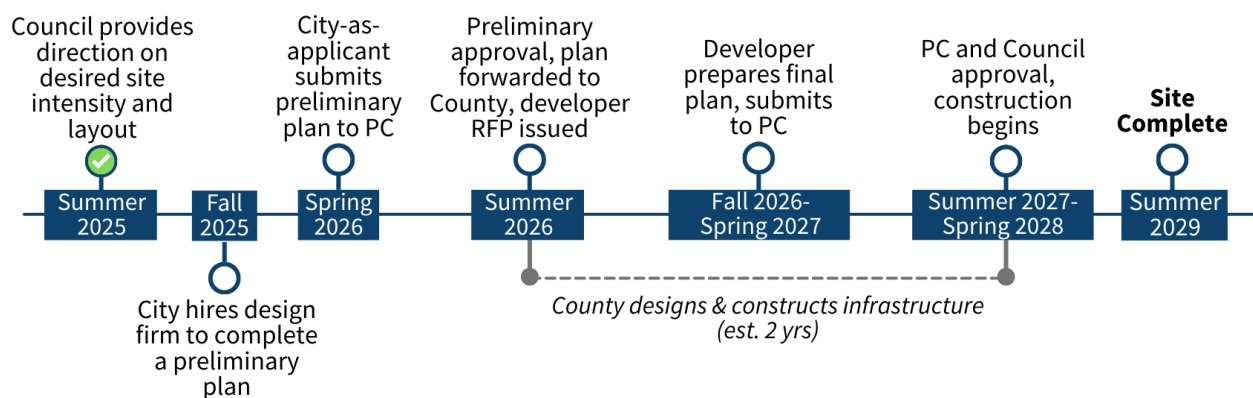 Council provides
direction on
desired site
intensity and
layout
Summer
2025
Fall
2025
City hires design
firm to complete
a preliminary
plan
City-as-
applicant
submits
preliminary
plan to PC
Spring
2026
Preliminary
approval, plan
forwarded to
County, developer
RFP issued
Summer
2026
Developer
prepares final
plan, submits
to PC
Fall 2026-
Spring 2027
PC and Council
approval,
construction
begins
Summer 2027-
Spring 2028
County designs & constructs infrastructure
(est. 2 yrs)
Site
Complete
Summer
2029